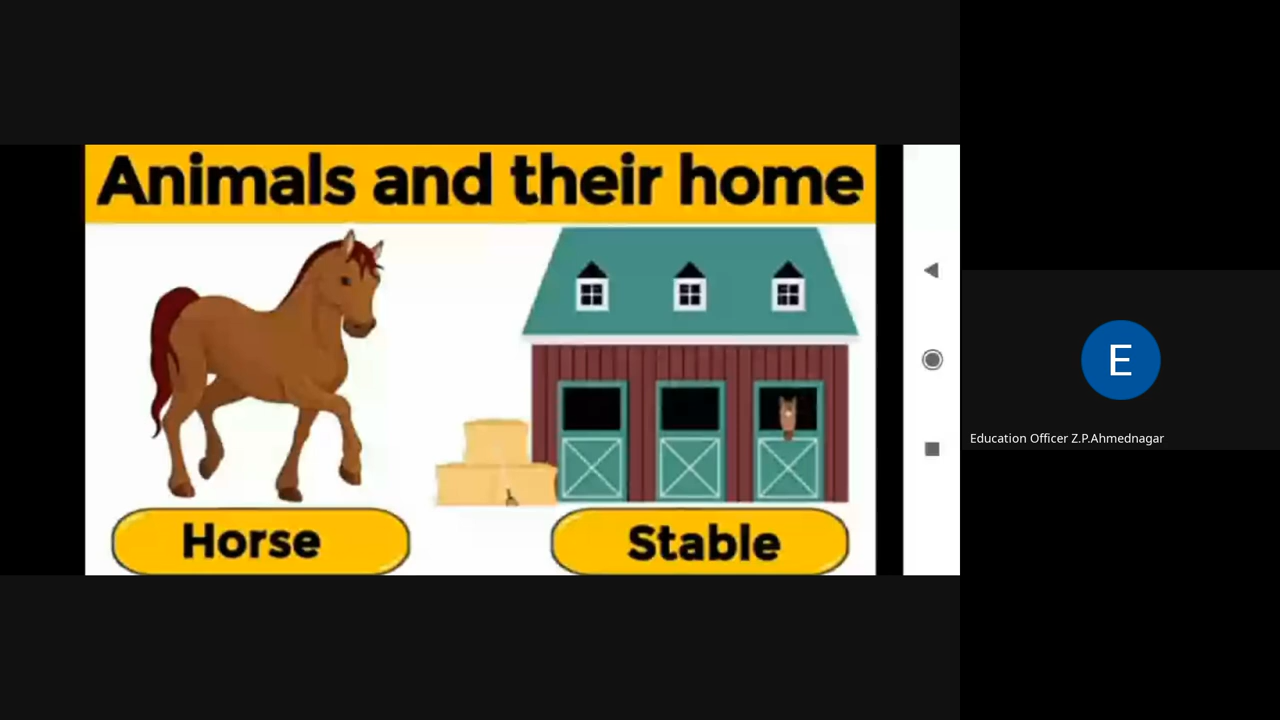 Animals and their home
Horse
Stable
E
Education Officer Z.P.Ahmednagar